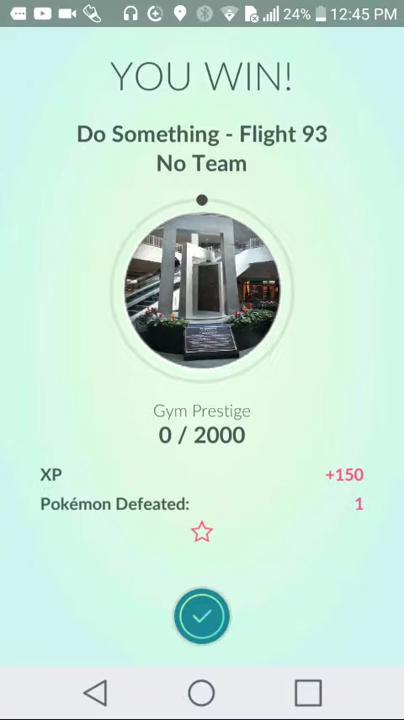 24% 12:45 PM
YOU WIN!
Do Something - Flight 93
No Team
Gym Prestige
0 / 2000
XP +150
Pokémon Defeated: 1